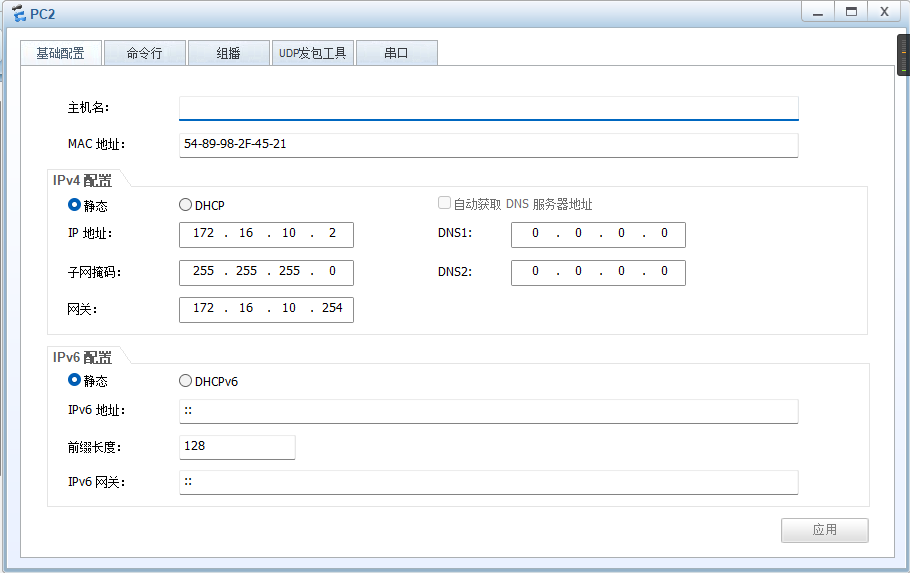 PC2
基础配置 命令行 组播 UDP发包工具 串口
主机名:
MAC 地址: 54-89-98-2F-45-21
IPv4 配置
静态 DHCP 自动获取 DNS 服务器地址
IP 地址: 172 . 16 . 10 . 2 DNS1: 0 . 0 . 0 . 0
子网掩码: 255 . 255 . 255 . 0 DNS2: 0 . 0 . 0 . 0
网关: 172 . 16 . 10 . 254
IPv6 配置
静态 DHCPv6
IPv6 地址: ::
前缀长度: 128
IPv6 网关: ::
应用